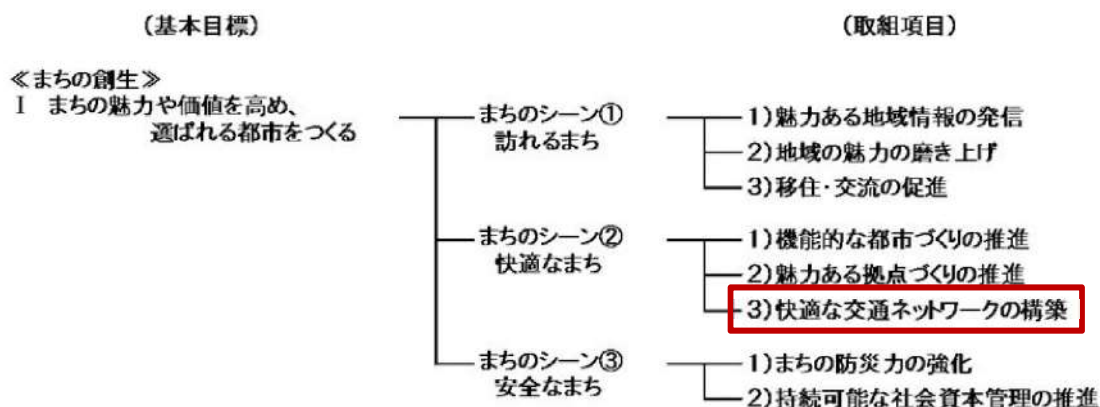 (基本目標)
(取組項目)
≪まちの創生≫
Ⅰ まちの魅力や価値を高め、
選ばれる都市をつくる
まちのシーン①
訪れるまち
1)魅力ある地域情報の発信
2)地域の魅力の磨き上げ
3)移住・交流の促進
まちのシーン②
快適なまち
1)機能的な都市づくりの推進
2)魅力ある拠点づくりの推進
3)快適な交通ネットワークの構築
まちのシーン③
安全なまち
1)まちの防災力の強化
2)持続可能な社会資本管理の推進